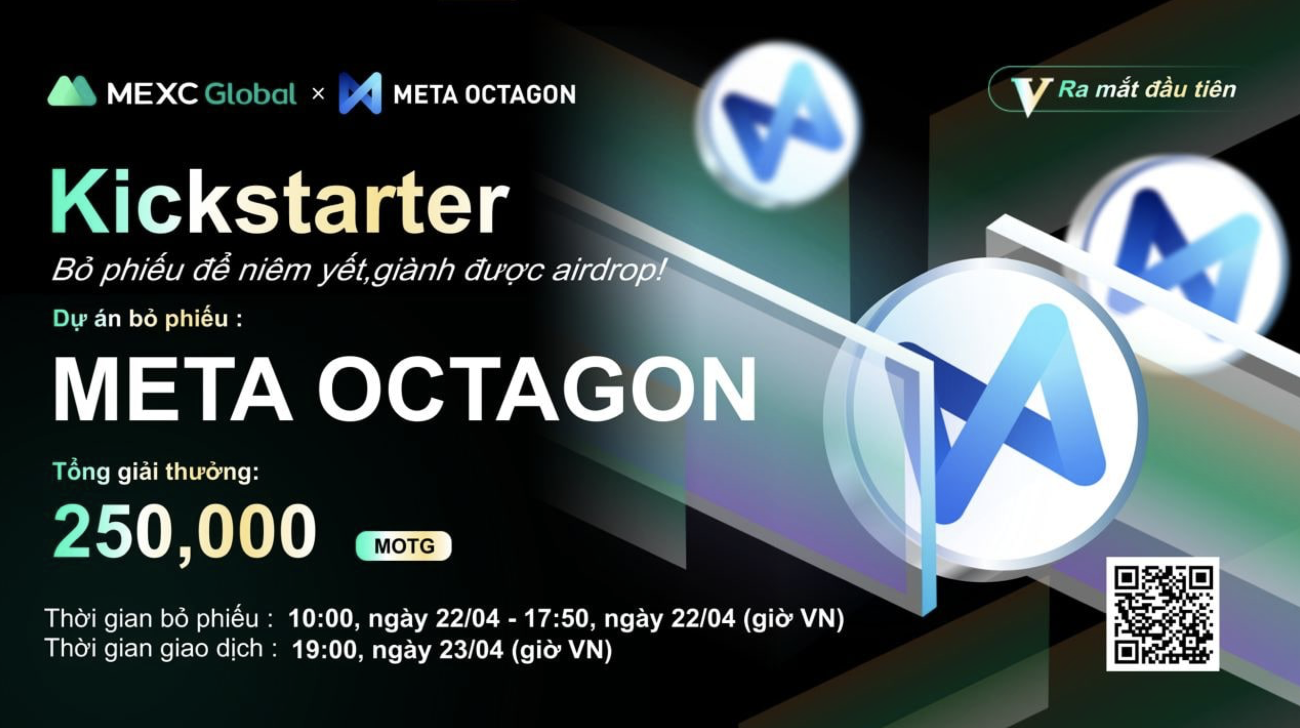 MEXC Global × META OCTAGON
V Ra mắt đầu tiên
Kickstarter
Bỏ phiếu để niêm yết,giành được airdrop!
Dự án bỏ phiếu :
META OCTAGON
Tổng giải thưởng:
250,000 MOTG
Thời gian bỏ phiếu : 10:00, ngày 22/04 - 17:50, ngày 22/04 (giờ VN)
Thời gian giao dịch : 19:00, ngày 23/04 (giờ VN)